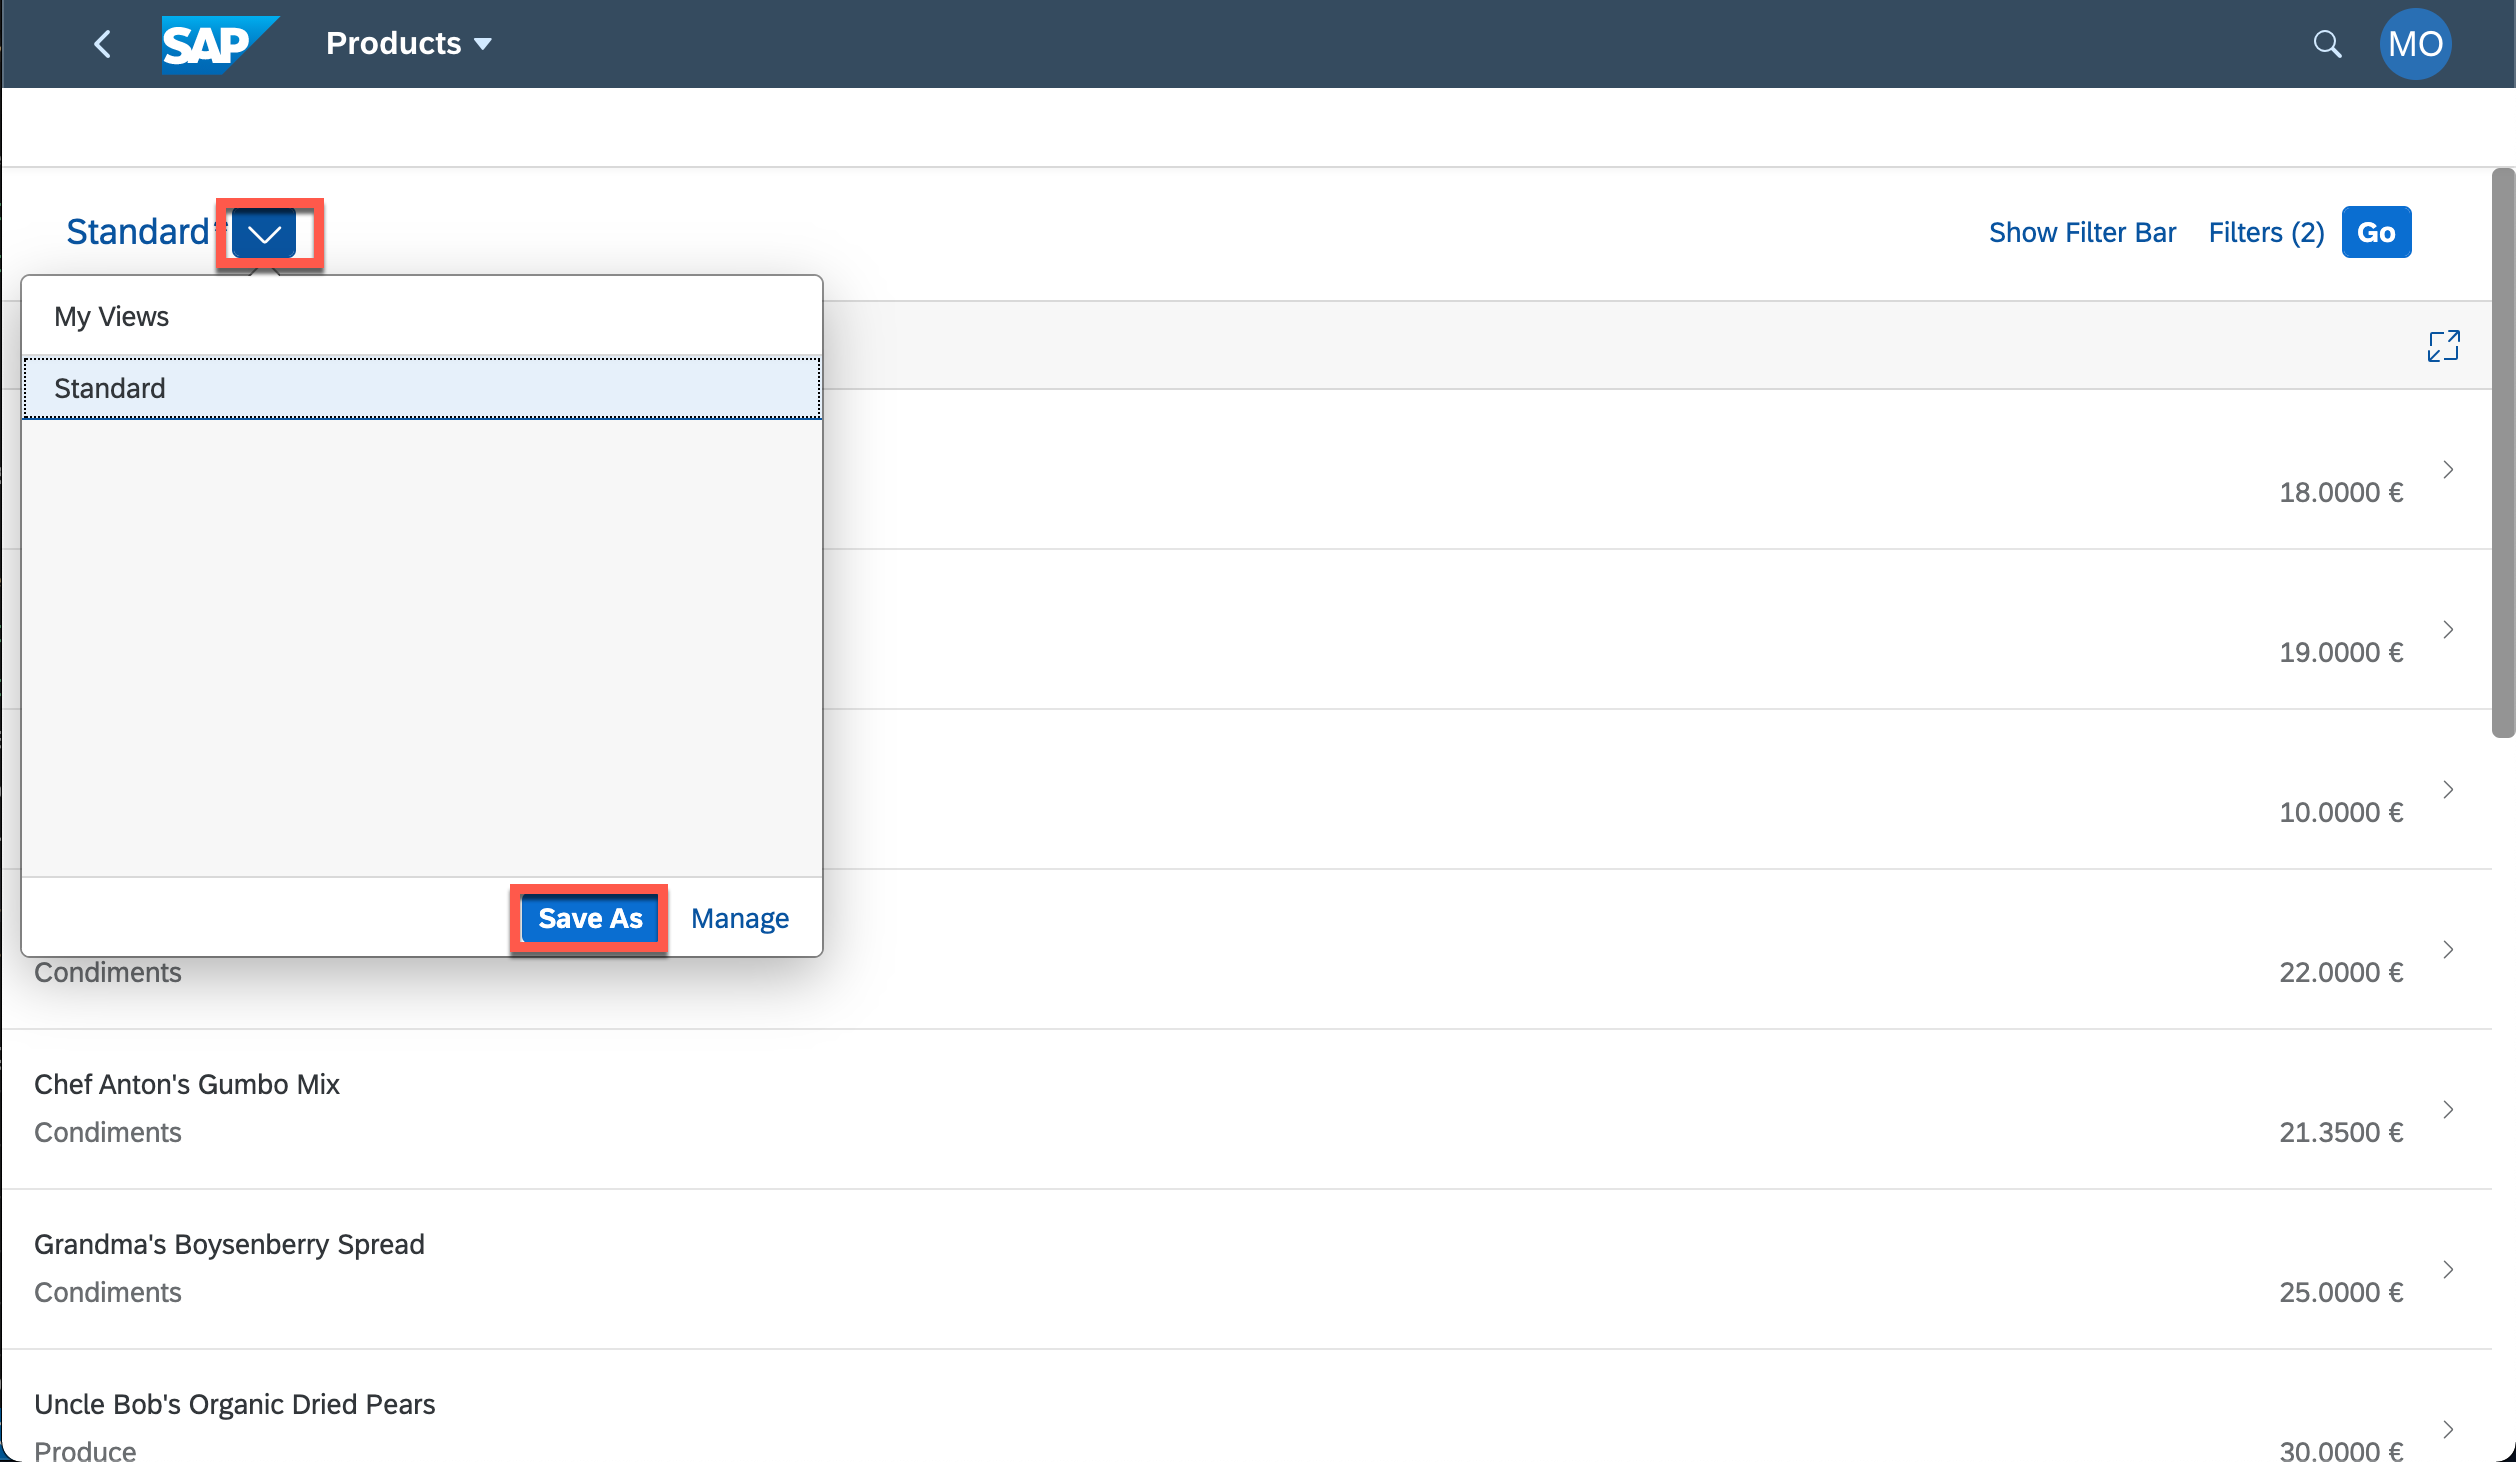 SAP Products MO
Standard* Show Filter Bar Filters (2) Go
My Views
Standard
18.0000 €
19.0000 €
10.0000 €
Save As Manage
Condiments 22.0000 €
Chef Anton's Gumbo Mix
Condiments 21.3500 €
Grandma's Boysenberry Spread
Condiments 25.0000 €
Uncle Bob's Organic Dried Pears
Produce 30.0000 €